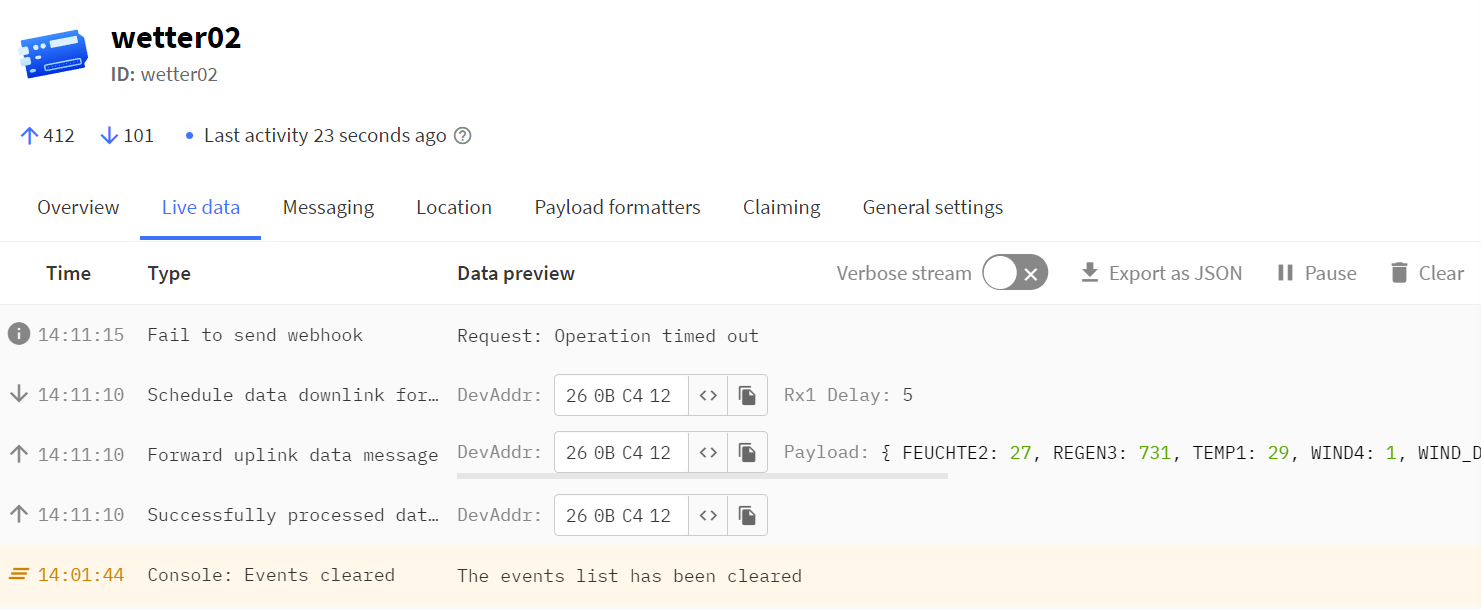 wetter02
ID: wetter02
412 101 • Last activity 23 seconds ago
Overview Live data Messaging Location Payload formatters Claiming General settings
Time Type Data preview Verbose stream Export as JSON Pause Clear
14:11:15 Fail to send webhook Request: Operation timed out
14:11:10 Schedule data downlink for… DevAddr: 26 0B C4 12 <> Rx1 Delay: 5
14:11:10 Forward uplink data message DevAddr: 26 0B C4 12 <> Payload: { FEUCHTE2: 27, REGEN3: 731, TEMP1: 29, WIND4: 1, WIND_D
14:11:10 Successfully processed dat… DevAddr: 26 0B C4 12 <>
14:01:44 Console: Events cleared The events list has been cleared